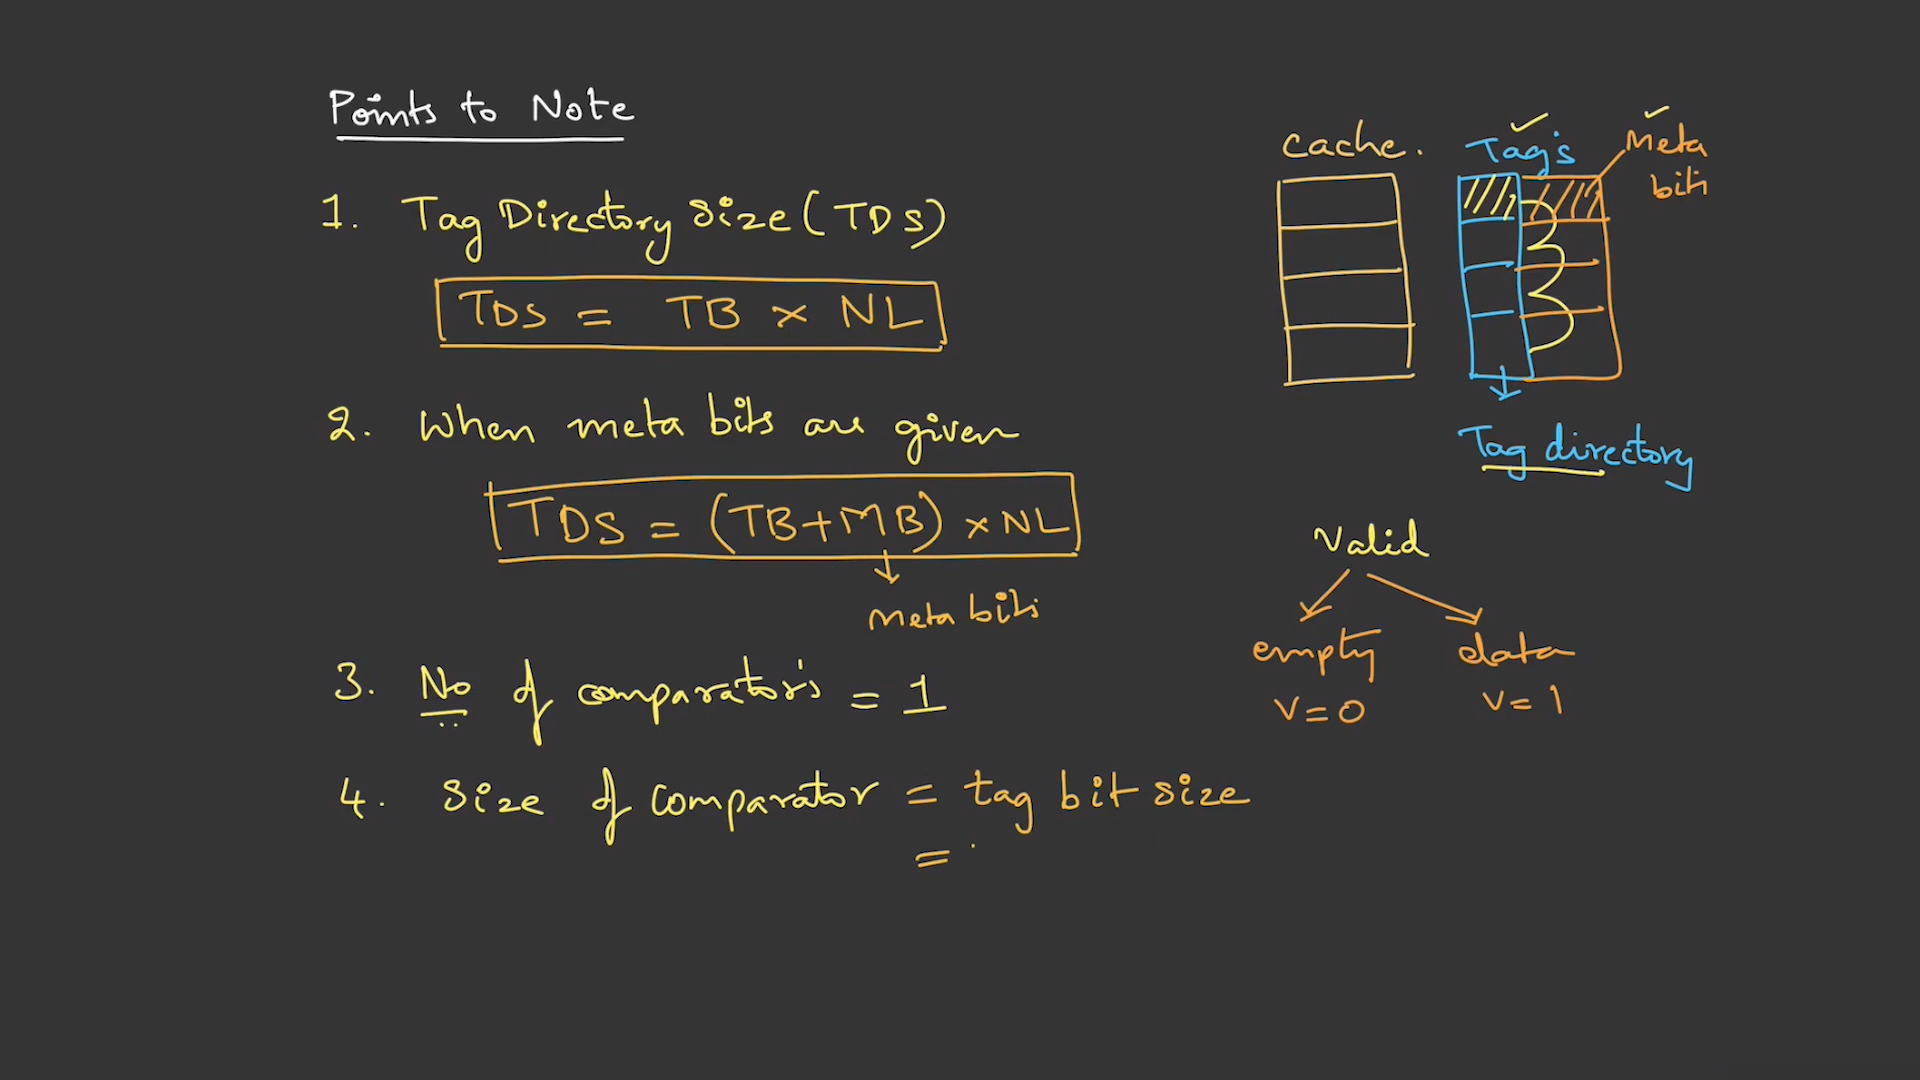 Points to Note
1. Tag Directory Size (TDS)
TDS = TB × NL
2. When meta bits are given
TDS = (TB+MB) × NL
Meta bits
3. No of comparator's = 1
4. Size of comparator = tag bit size
=
cache.
Tag's
Meta
bits
Tag directory
Valid
empty data
V=0 V=1